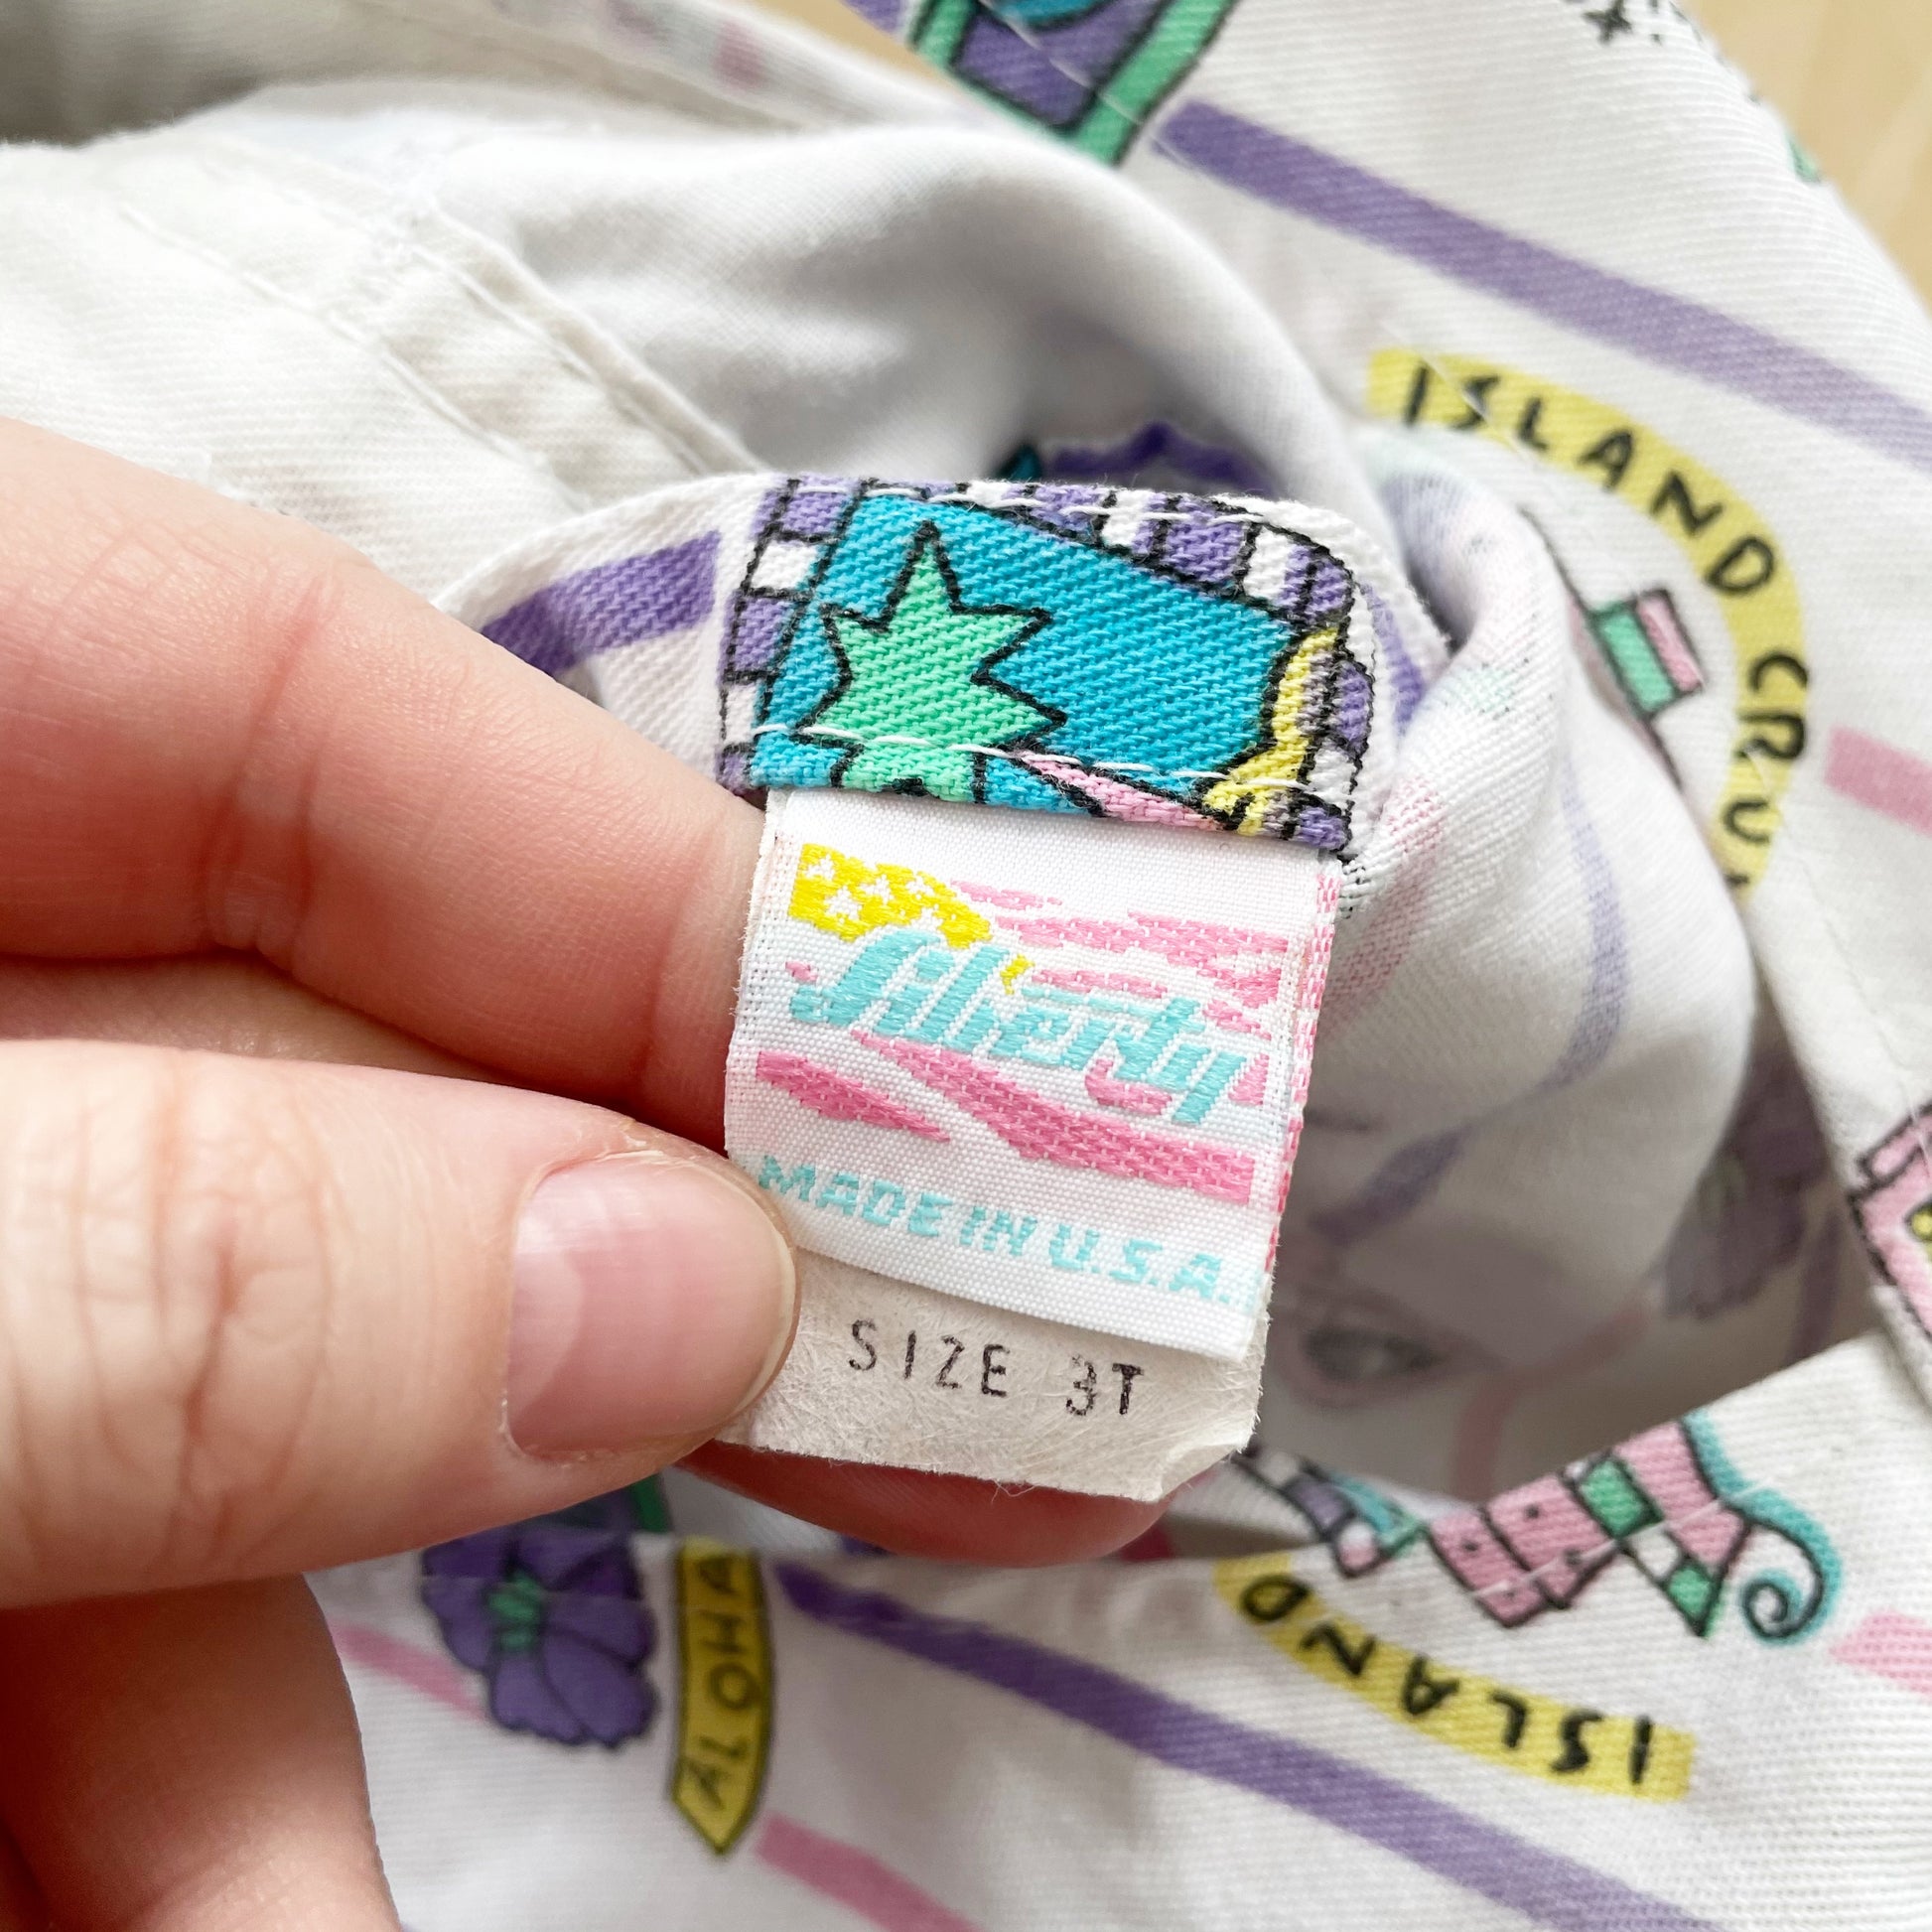 ISLAND CRU
Liberty
MADE IN U.S.A.
SIZE 3T
ALOHA
ISLAND